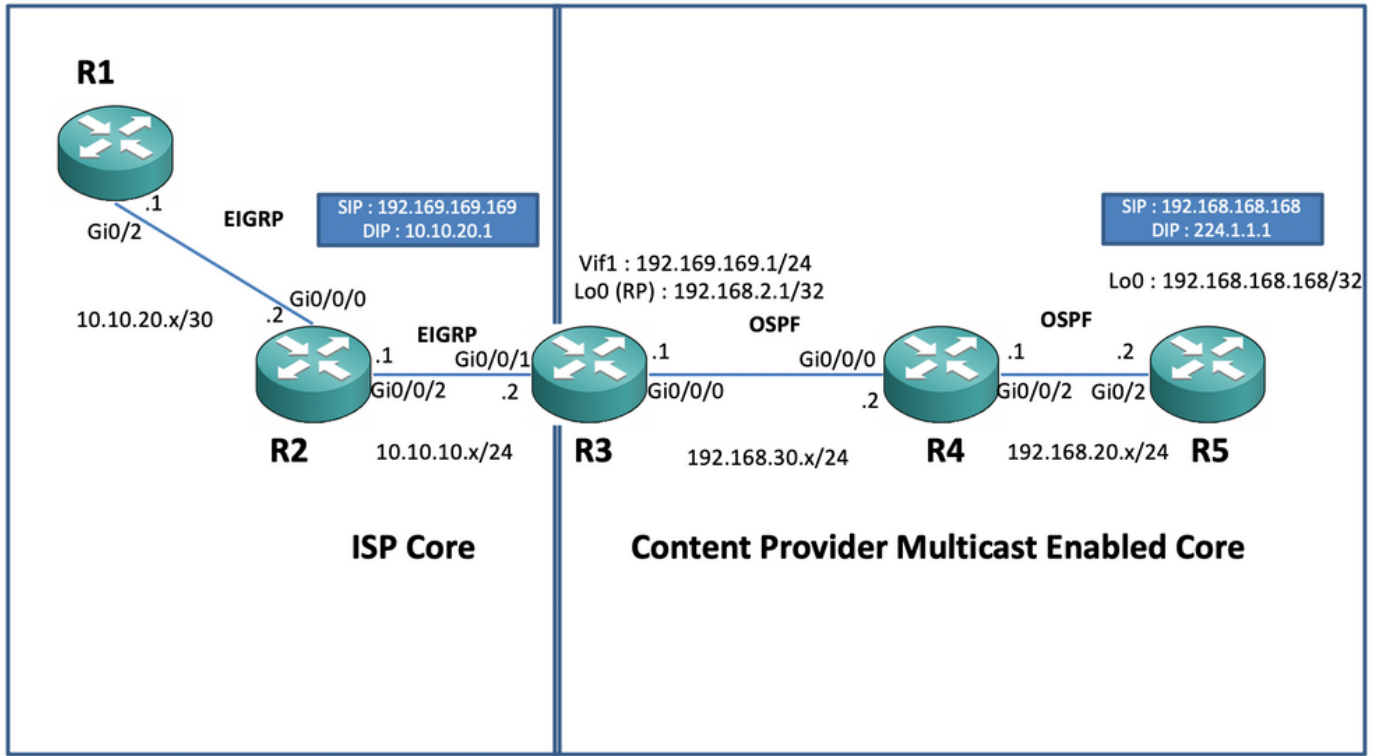 R1
.1
Gi0/2
EIGRP
SIP : 192.169.169.169
DIP : 10.10.20.1
SIP : 192.168.168.168
DIP : 224.1.1.1
Vif1 : 192.169.169.1/24
Lo0 (RP) : 192.168.2.1/32
Lo0 : 192.168.168.168/32
10.10.20.x/30
.2
Gi0/0/0
EIGRP
OSPF
OSPF
.1
Gi0/0/2
Gi0/0/1
.2
.1
Gi0/0/0
Gi0/0/0
.2
.1
Gi0/0/2
.2
Gi0/2
R2
10.10.10.x/24
R3
192.168.30.x/24
R4
192.168.20.x/24
R5
ISP Core
Content Provider Multicast Enabled Core